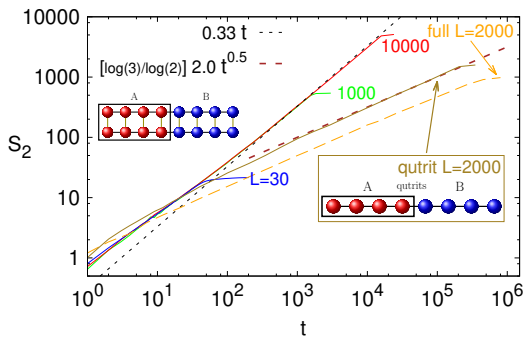 0.33 t
[log(3)/log(2)] 2.0 t^0.5
full L=2000
10000
1000
L=30
A B
qutrit L=2000
A qutrits B
S_2
10000
1000
100
10
1
10^0 10^1 10^2 10^3 10^4 10^5 10^6
t